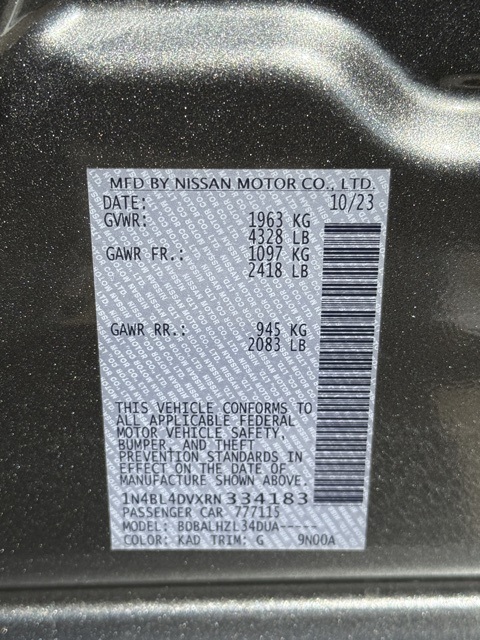 MFD BY NISSAN MOTOR CO., LTD.
DATE: 10/23
GVWR: 1963 KG
4328 LB
GAWR FR.: 1097 KG
2418 LB
GAWR RR.: 945 KG
2083 LB
THIS VEHICLE CONFORMS TO
ALL APPLICABLE FEDERAL
MOTOR VEHICLE SAFETY,
BUMPER, AND THEFT
PREVENTION STANDARDS IN
EFFECT ON THE DATE OF
MANUFACTURE SHOWN ABOVE.
1N4BL4DVXRN334183
PASSENGER CAR 777115
MODEL: BDBALHZL34DUA-----
COLOR: KAD TRIM: G 9N00A